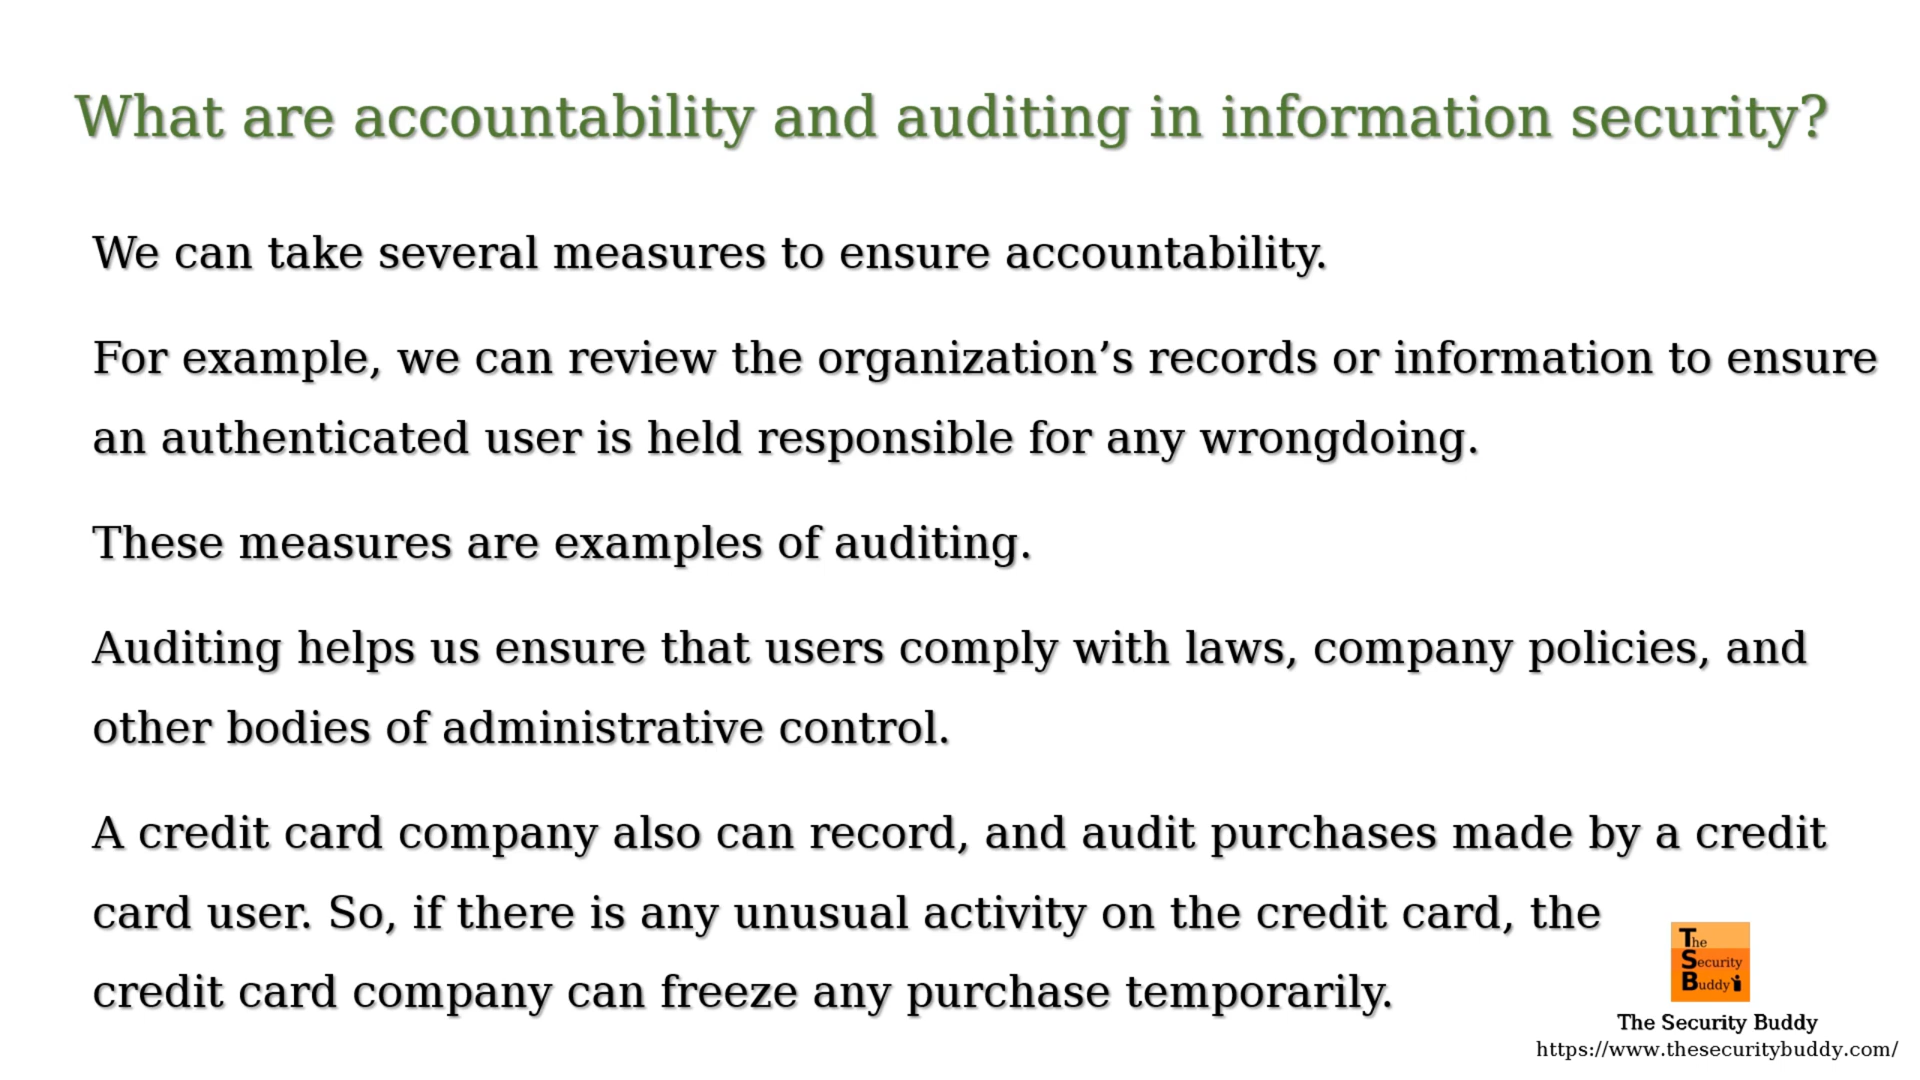 What are accountability and auditing in information security?
We can take several measures to ensure accountability.
For example, we can review the organization’s records or information to ensure
an authenticated user is held responsible for any wrongdoing.
These measures are examples of auditing.
Auditing helps us ensure that users comply with laws, company policies, and
other bodies of administrative control.
A credit card company also can record, and audit purchases made by a credit
card user. So, if there is any unusual activity on the credit card, the
credit card company can freeze any purchase temporarily.
The
Security
Buddy
The Security Buddy
https://www.thesecuritybuddy.com/